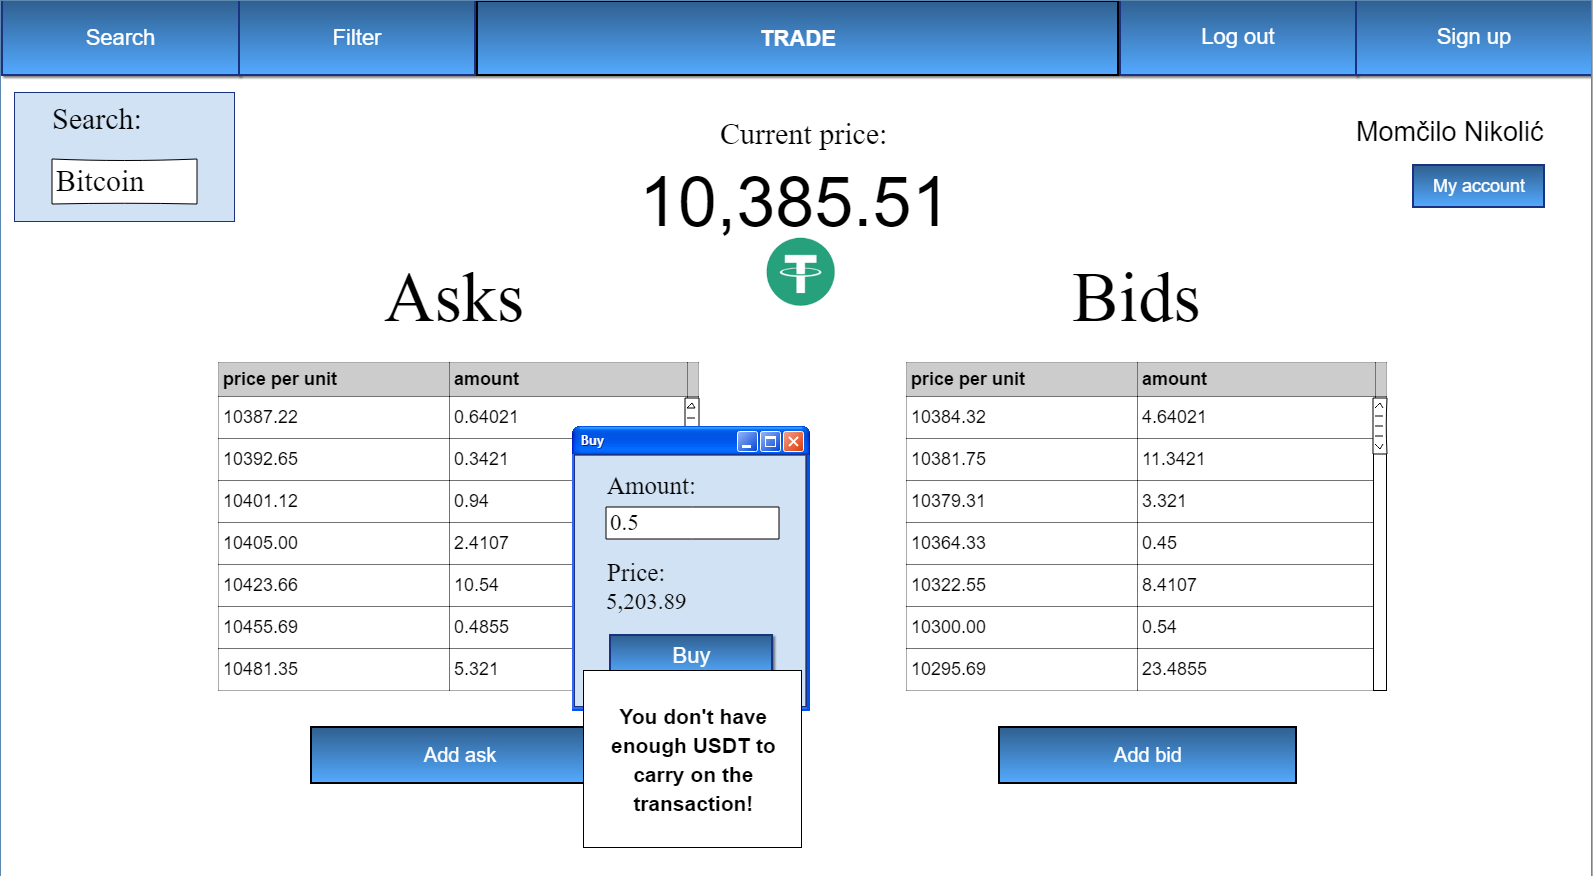 Search
Filter
TRADE
Log out
Sign up
Search:
Bitcoin
Current price:
10,385.51
Momčilo Nikolić
My account
Asks
price per unit amount
10387.22 0.64021
10392.65 0.3421
10401.12 0.94
10405.00 2.4107
10423.66 10.54
10455.69 0.4855
10481.35 5.321
Add ask
Buy
Amount:
0.5
Price:
5,203.89
Buy
You don't have
enough USDT to
carry on the
transaction!
Bids
price per unit amount
10384.32 4.64021
10381.75 11.3421
10379.31 3.321
10364.33 0.45
10322.55 8.4107
10300.00 0.54
10295.69 23.4855
Add bid